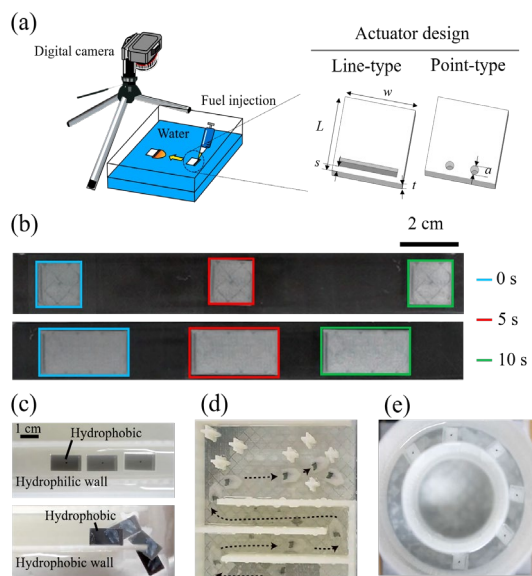 (a)
Digital camera
Fuel injection
Water
Actuator design
Line-type
Point-type
w
L
s
t
a
(b)
2 cm
0 s
5 s
10 s
(c)
1 cm
Hydrophobic
Hydrophilic wall
Hydrophobic
Hydrophobic wall
(d)
(e)